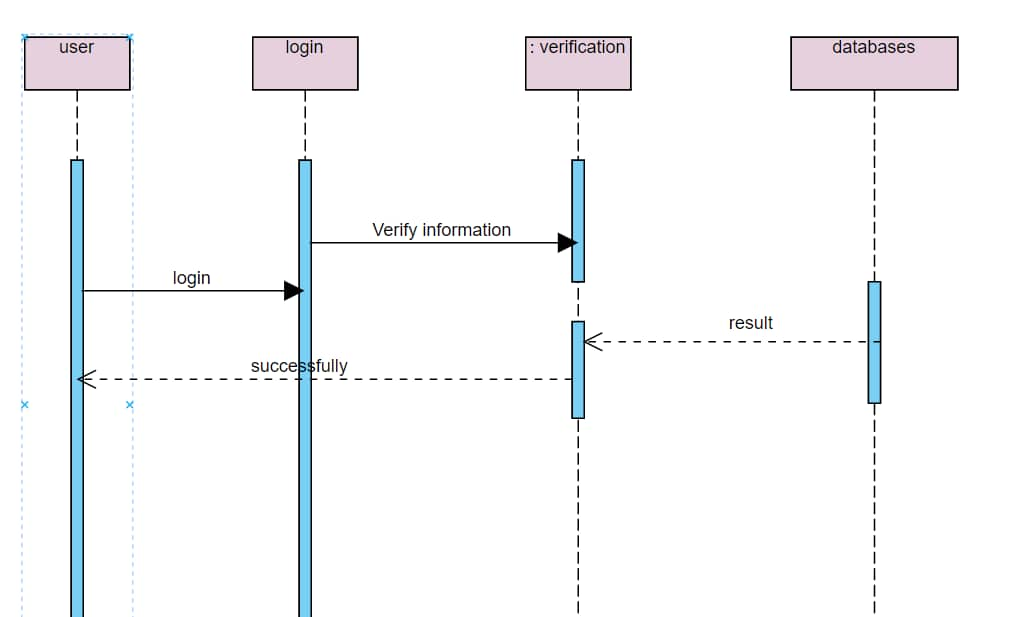 user
login
: verification
databases
Verify information
login
result
successfully